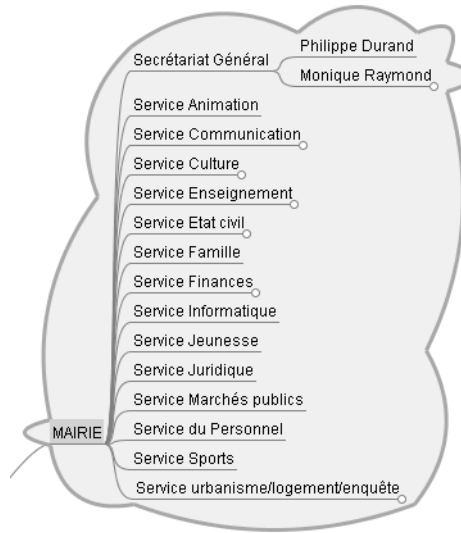 Secrétariat Général
Philippe Durand
Monique Raymond
Service Animation
Service Communication
Service Culture
Service Enseignement
Service Etat civil
Service Famille
Service Finances
Service Informatique
Service Jeunesse
Service Juridique
Service Marchés publics
MAIRIE
Service du Personnel
Service Sports
Service urbanisme/logement/enquête